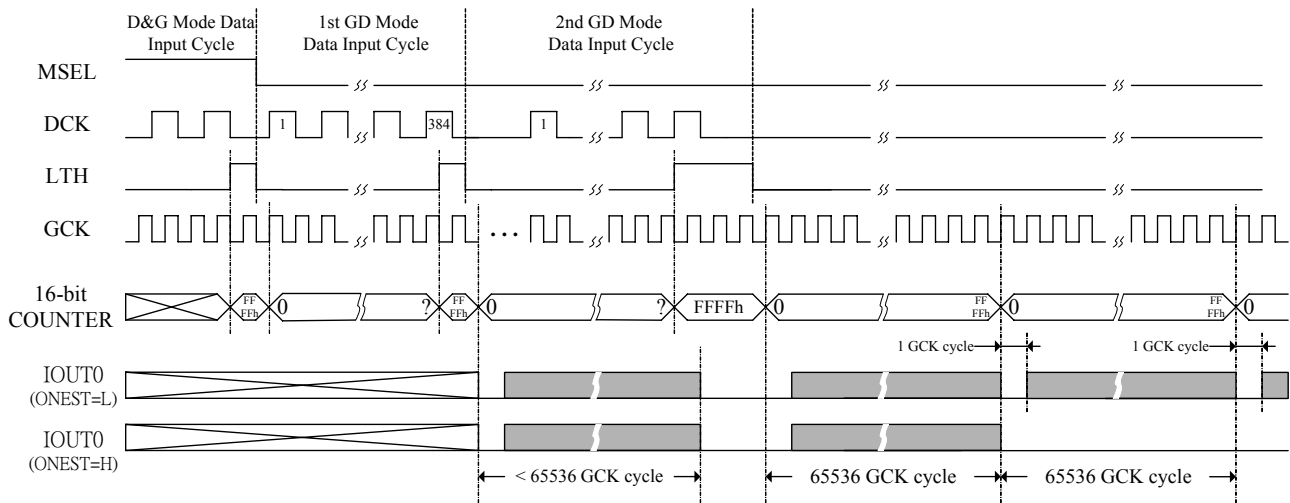 D&G Mode Data
Input Cycle
1st GD Mode
Data Input Cycle
2nd GD Mode
Data Input Cycle
MSEL
DCK
1
384
1
LTH
GCK
...
16-bit
COUNTER
FF
FFh
0
?
FF
FFh
0
?
FFFFh
0
FF
FFh
0
FF
FFh
0
1 GCK cycle
1 GCK cycle
IOUT0
(ONEST=L)
IOUT0
(ONEST=H)
< 65536 GCK cycle
65536 GCK cycle
65536 GCK cycle